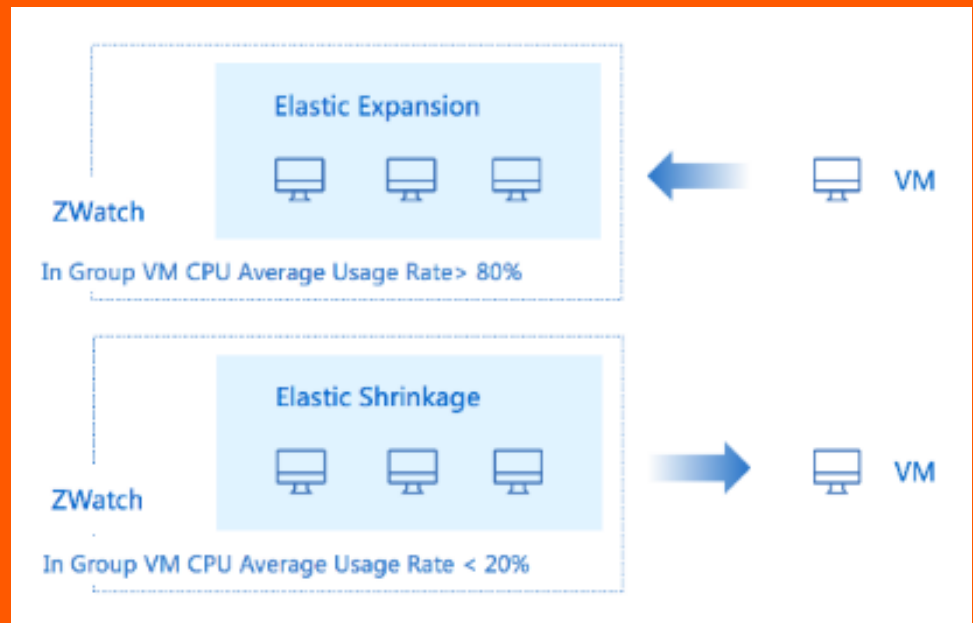 Elastic Expansion
VM
ZWatch
In Group VM CPU Average Usage Rate> 80%
Elastic Shrinkage
VM
ZWatch
In Group VM CPU Average Usage Rate < 20%